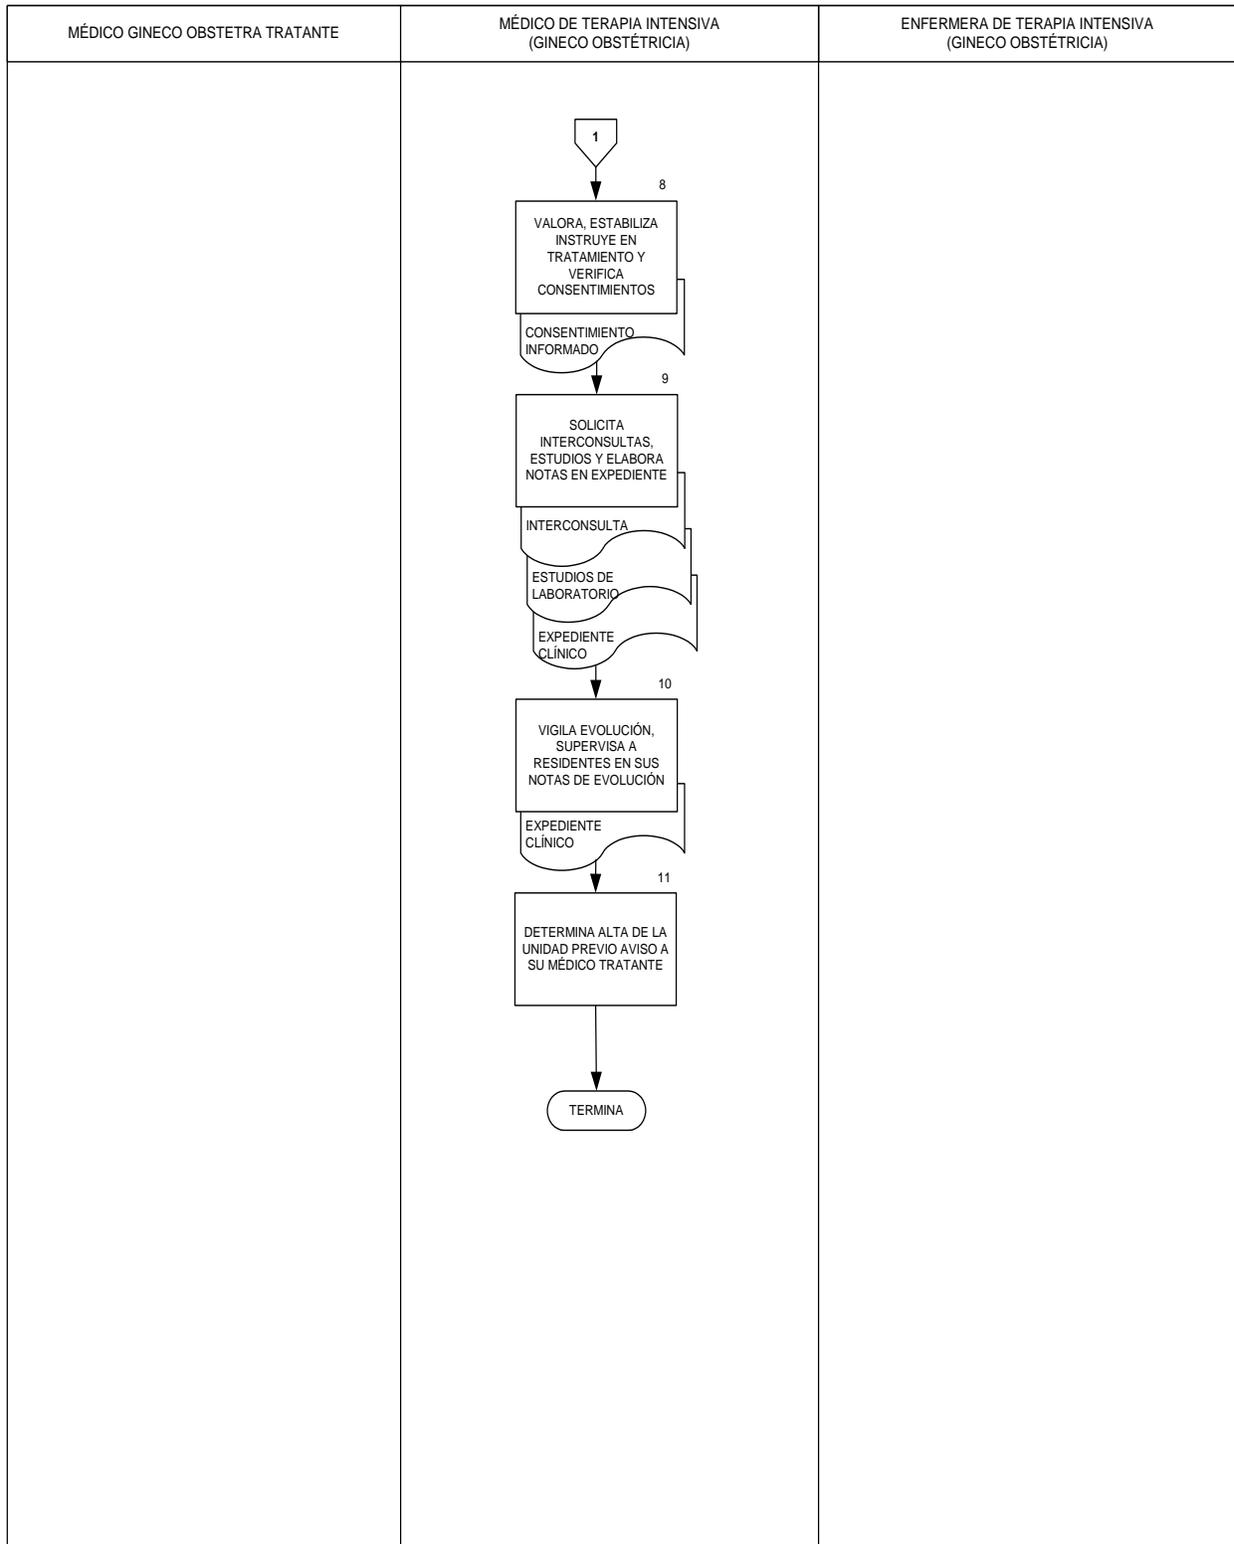 MÉDICO GINECO OBSTETRA TRATANTE
MÉDICO DE TERAPIA INTENSIVA
(GINECO OBSTÉTRICIA)
ENFERMERA DE TERAPIA INTENSIVA
(GINECO OBSTÉTRICIA)
1
8
VALORA, ESTABILIZA
INSTRUYE EN
TRATAMIENTO Y
VERIFICA
CONSENTIMIENTOS
CONSENTIMIENTO
INFORMADO
9
SOLICITA
INTERCONSULTAS,
ESTUDIOS Y ELABORA
NOTAS EN EXPEDIENTE
INTERCONSULTA
ESTUDIOS DE
LABORATORIO
EXPEDIENTE
CLÍNICO
10
VIGILA EVOLUCIÓN,
SUPERVISA A
RESIDENTES EN SUS
NOTAS DE EVOLUCIÓN
EXPEDIENTE
CLÍNICO
11
DETERMINA ALTA DE LA
UNIDAD PREVIO AVISO A
SU MÉDICO TRATANTE
TERMINA